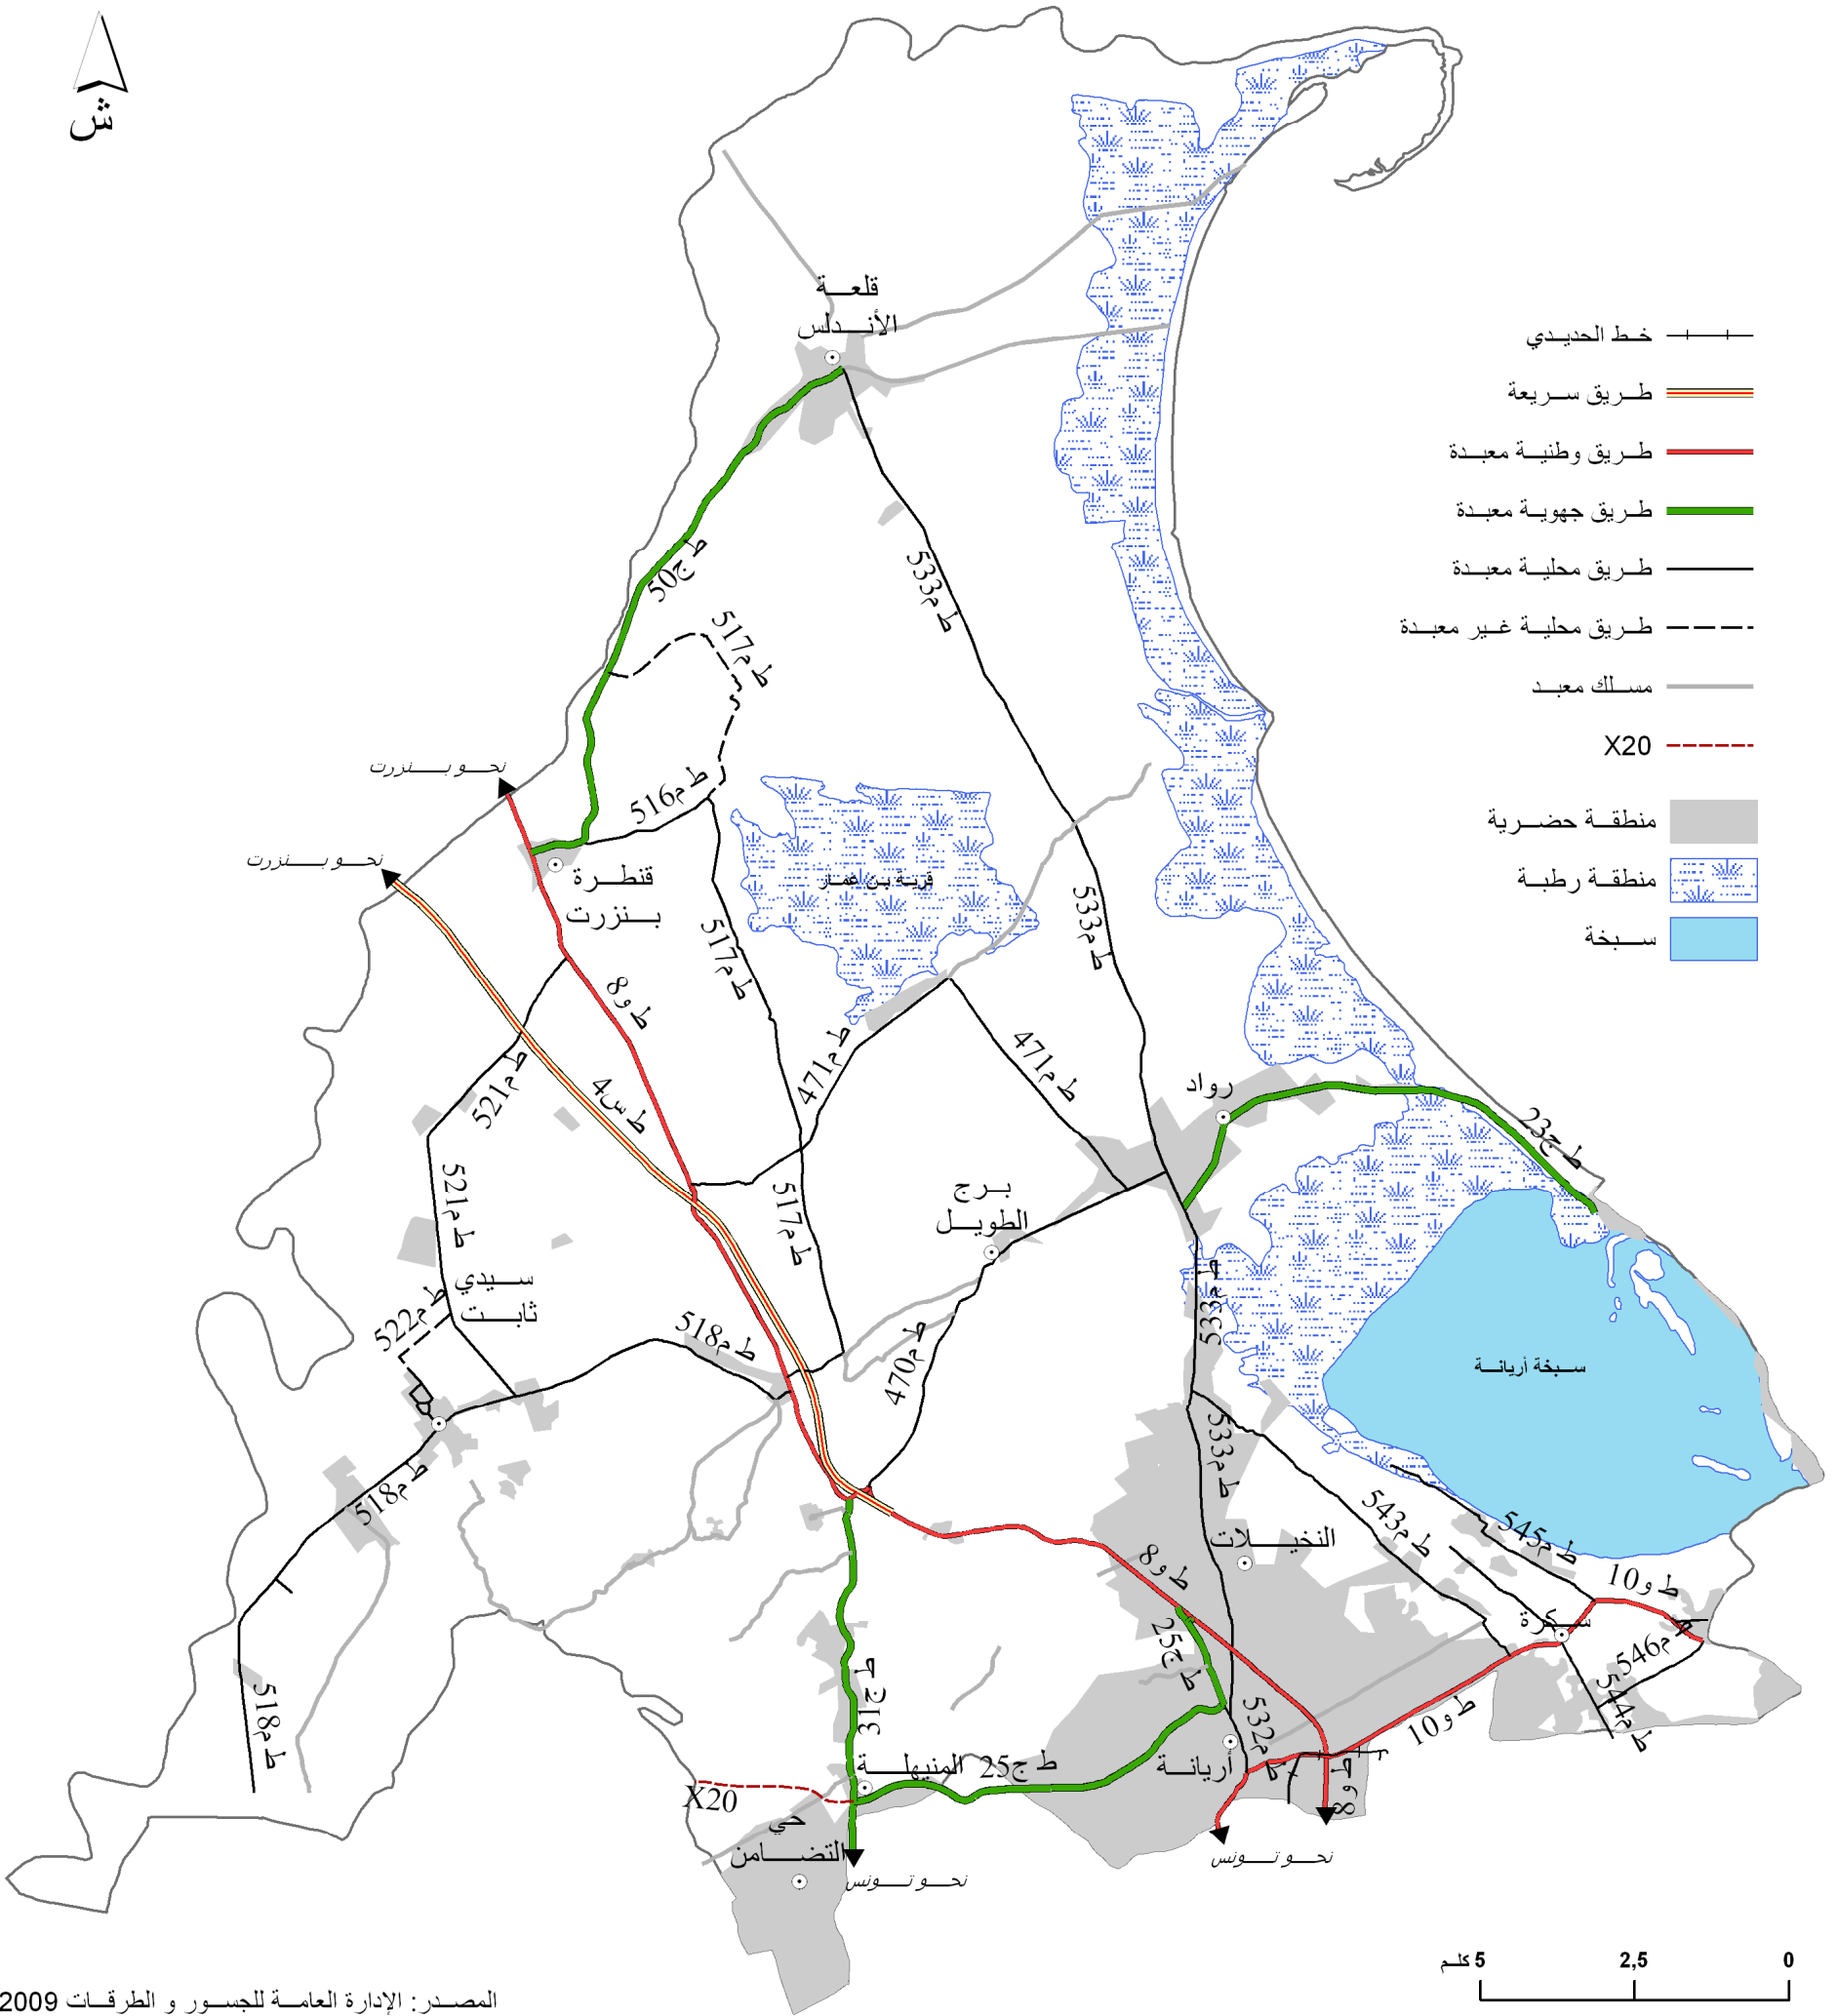 ش
قلعة
الأندلس
خط الحديدي
طريق سريعة
طريق وطنية معبدة
طريق جهوية معبدة
طريق محلية معبدة
طريق محلية غير معبدة
مسلك معبد
X20
منطقة حضرية
منطقة رطبة
سبخة
ط ج50
ط م533
ط م517
ط م516
نحو بنزرت
نحو بنزرت
قنطرة
بنزرت
قرية بن عمار
ط م533
ط م517
ط و8
ط م521
ط س4
ط م471
ط م471
رواد
ط ج23
ط م521
ط م517
برج
الطويل
سيدي
ثابت
ط م522
ط م518
ط م470
ط م533
سبخة أريانة
ط م533
ط م518
النخيلات
ط م543
ط م545
ط و10
ط و8
ط ج25
سكرة
ط م546
ط م544
ط م518
ط ج31
ط م532
ط و10
أريانة
ط ج25
المنيهلة
X20
ط و8
حي
التضامن
نحو تونس
نحو تونس
5 كلم
2,5
0
المصدر: الإدارة العامة للجسور و الطرقات 2009